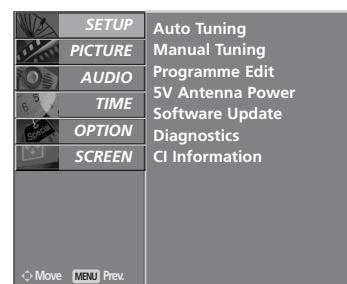 SETUP
PICTURE
AUDIO
TIME
OPTION
SCREEN
Auto Tuning
Manual Tuning
Programme Edit
5V Antenna Power
Software Update
Diagnostics
CI Information
Special
Move MENU Prev.